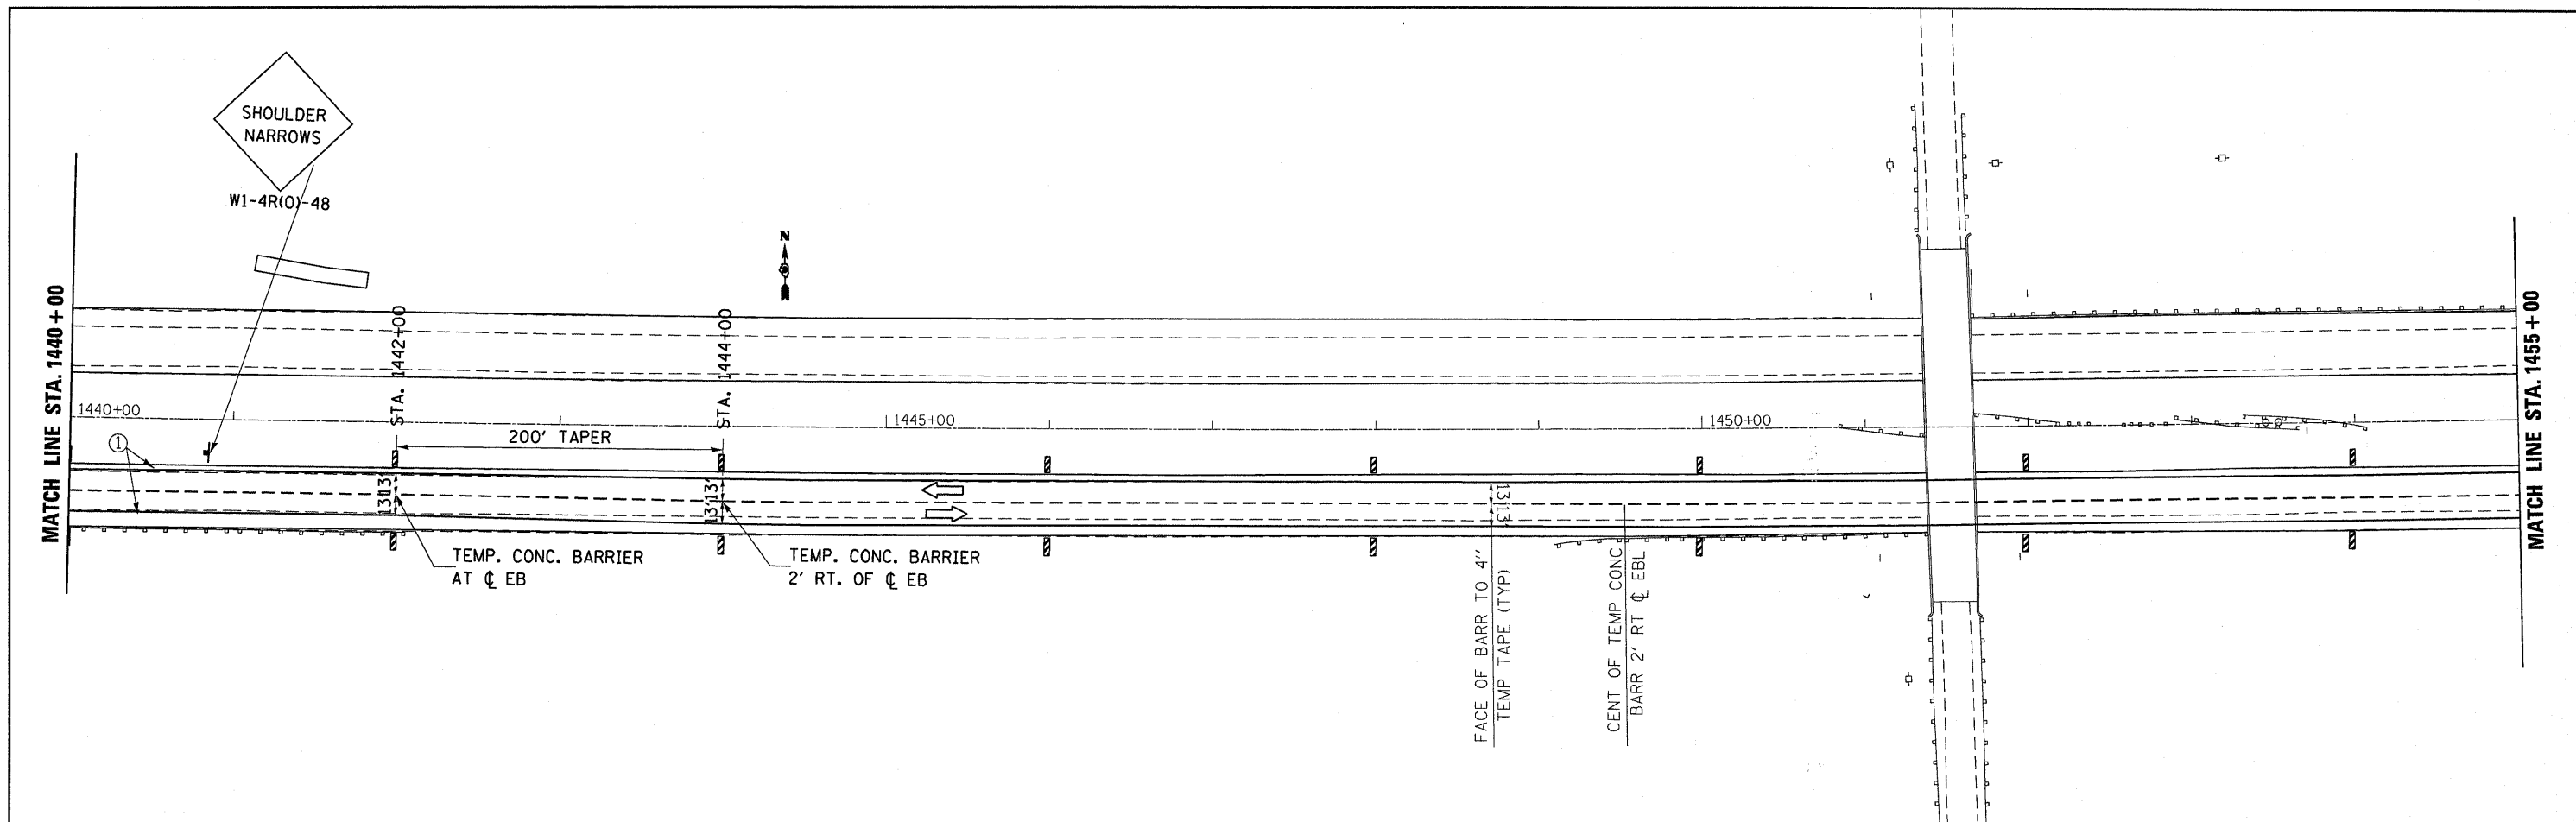 SHOULDER
NARROWS
W1-4R(O)-48
N
MATCH LINE STA. 1440+00
STA. 1442+00
STA. 1444+00
MATCH LINE STA. 1455+00
1440+00
1445+00
1450+00
200' TAPER
1
13'
13'
13'
13'
13'
13'
TEMP. CONC. BARRIER
AT ℄ EB
TEMP. CONC. BARRIER
2' RT. OF ℄ EB
FACE OF BARR TO 4"
TEMP TAPE (TYP)
CENT OF TEMP CONC
BARR 2' RT ℄ EBL